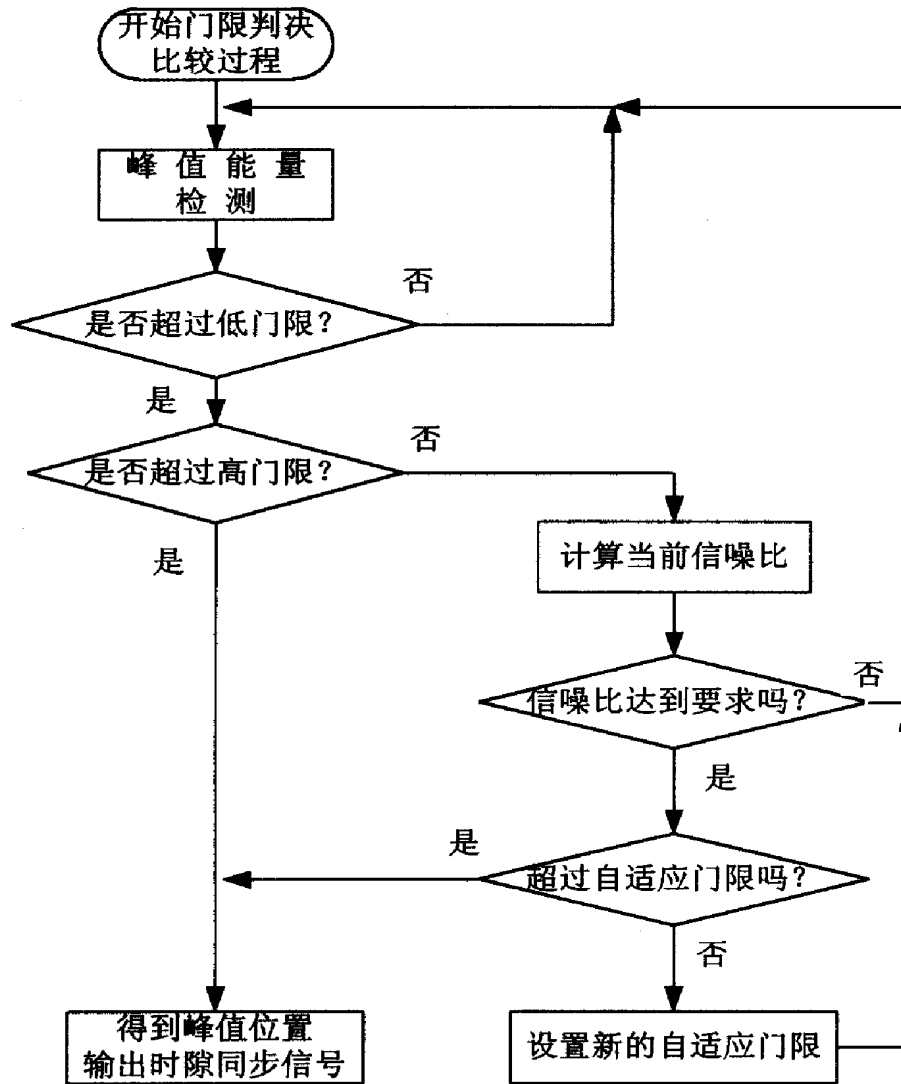 开始门限判决
比较过程
峰值能量
检测
否
是否超过低门限？
是
否
是否超过高门限？
是
计算当前信噪比
否
信噪比达到要求吗？
是
是
超过自适应门限吗？
否
得到峰值位置
输出时隙同步信号
设置新的自适应门限